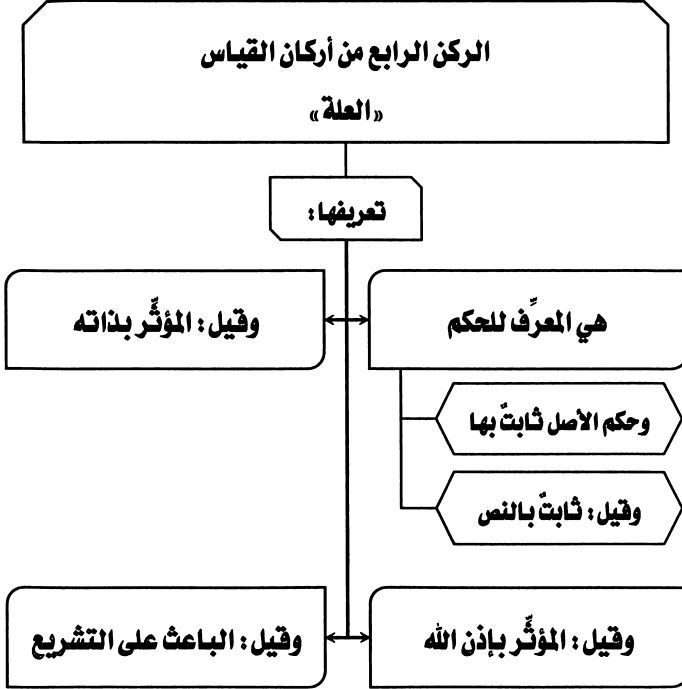 الركن الرابع من أركان القياس
«العلة»
تعريفها:
هي المعرِّف للحكم
وقيل: المؤثِّر بذاته
وحكم الأصل ثابتٌ بها
وقيل: ثابتٌ بالنص
وقيل: المؤثِّر بإذن الله
وقيل: الباعث على التشريع